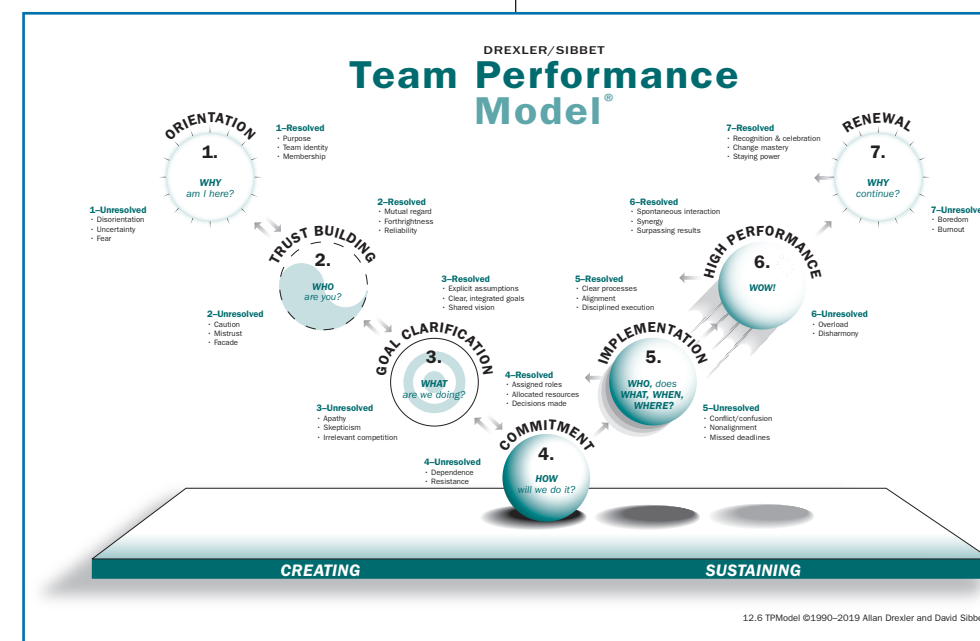 DREXLER/SIBBET
Team Performance
Model®
ORIENTATION
1.
WHY
am I here?
1–Resolved
· Purpose
· Team identity
· Membership
1–Unresolved
· Disorientation
· Uncertainty
· Fear
TRUST BUILDING
2.
WHO
are you?
2–Resolved
· Mutual regard
· Forthrightness
· Reliability
2–Unresolved
· Caution
· Mistrust
· Facade
GOAL CLARIFICATION
3.
WHAT
are we doing?
3–Resolved
· Explicit assumptions
· Clear, integrated goals
· Shared vision
3–Unresolved
· Apathy
· Skepticism
· Irrelevant competition
COMMITMENT
4.
HOW
will we do it?
4–Resolved
· Assigned roles
· Allocated resources
· Decisions made
4–Unresolved
· Dependence
· Resistance
IMPLEMENTATION
5.
WHO, does
WHAT, WHEN,
WHERE?
5–Resolved
· Clear processes
· Alignment
· Disciplined execution
5–Unresolved
· Conflict/confusion
· Nonalignment
· Missed deadlines
HIGH PERFORMANCE
6.
WOW!
6–Resolved
· Spontaneous interaction
· Synergy
· Surpassing results
6–Unresolved
· Overload
· Disharmony
RENEWAL
7.
WHY
continue?
7–Resolved
· Recognition & celebration
· Change mastery
· Staying power
7–Unresolve
· Boredom
· Burnout
CREATING
SUSTAINING
12.6 TPModel ©1990–2019 Allan Drexler and David Sibbe